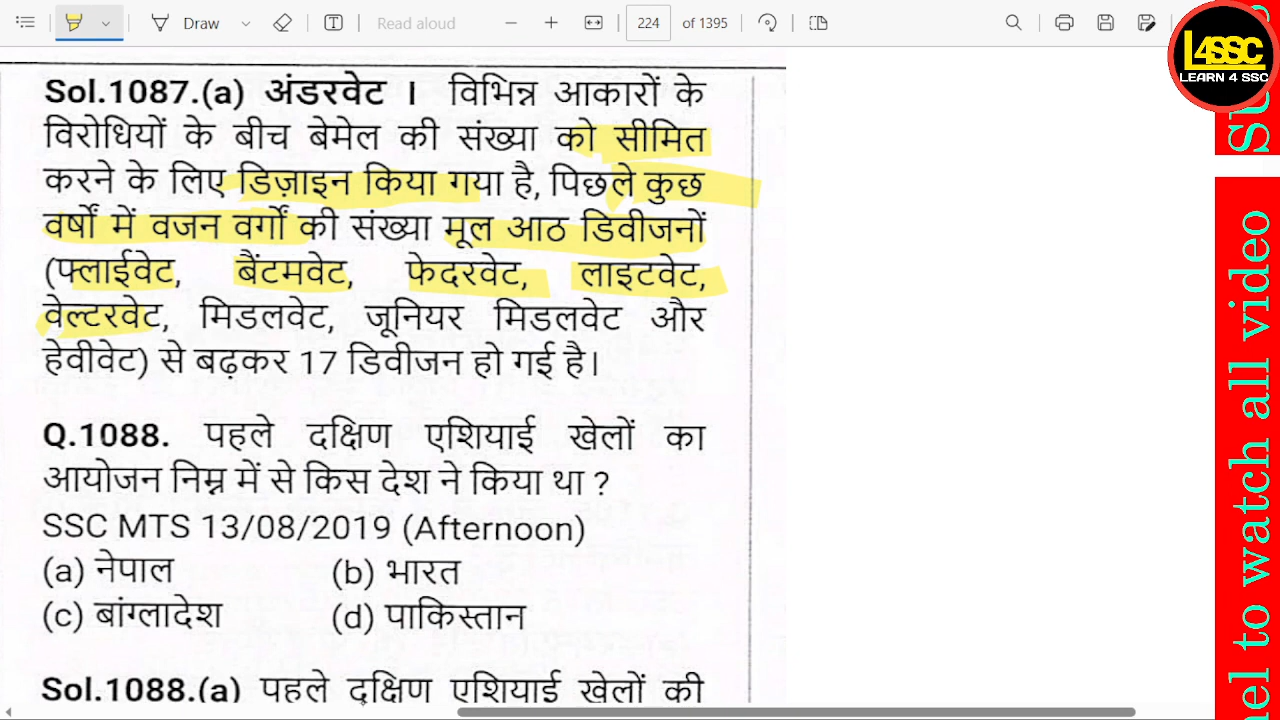 Draw
Read aloud
224 of 1395
L4SSC
LEARN 4 SSC
Sol.1087.(a) अंडरवेट । विभिन्न आकारों के
विरोधियों के बीच बेमेल की संख्या को सीमित
करने के लिए डिज़ाइन किया गया है, पिछले कुछ
वर्षों में वजन वर्गों की संख्या मूल आठ डिवीजनों
(फ्लाईवेट, बैंटमवेट, फेदरवेट, लाइटवेट,
वेल्टरवेट, मिडलवेट, जूनियर मिडलवेट और
हेवीवेट) से बढ़कर 17 डिवीजन हो गई है।
Q.1088. पहले दक्षिण एशियाई खेलों का
आयोजन निम्न में से किस देश ने किया था ?
SSC MTS 13/08/2019 (Afternoon)
(a) नेपाल (b) भारत
(c) बांग्लादेश (d) पाकिस्तान
Sol.1088.(a) पहले दक्षिण एशियाई खेलों की
to watch all video